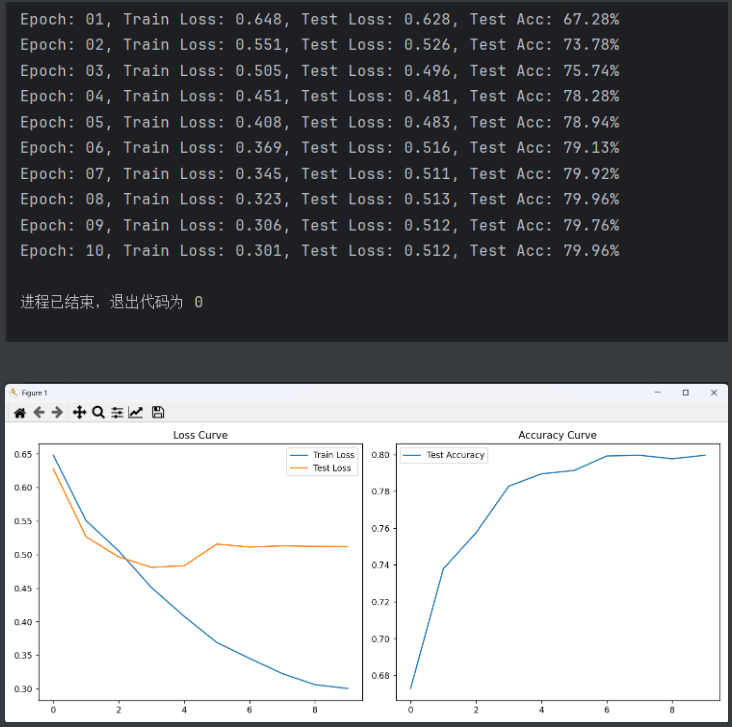 Epoch: 01, Train Loss: 0.648, Test Loss: 0.628, Test Acc: 67.28%
Epoch: 02, Train Loss: 0.551, Test Loss: 0.526, Test Acc: 73.78%
Epoch: 03, Train Loss: 0.505, Test Loss: 0.496, Test Acc: 75.74%
Epoch: 04, Train Loss: 0.451, Test Loss: 0.481, Test Acc: 78.28%
Epoch: 05, Train Loss: 0.408, Test Loss: 0.483, Test Acc: 78.94%
Epoch: 06, Train Loss: 0.369, Test Loss: 0.516, Test Acc: 79.13%
Epoch: 07, Train Loss: 0.345, Test Loss: 0.511, Test Acc: 79.92%
Epoch: 08, Train Loss: 0.323, Test Loss: 0.513, Test Acc: 79.96%
Epoch: 09, Train Loss: 0.306, Test Loss: 0.512, Test Acc: 79.76%
Epoch: 10, Train Loss: 0.301, Test Loss: 0.512, Test Acc: 79.96%
进程已结束，退出代码为 0
Figure 1
Loss Curve
Train Loss
Test Loss
0.65
0.60
0.55
0.50
0.45
0.40
0.35
0.30
0 2 4 6 8
Accuracy Curve
Test Accuracy
0.80
0.78
0.76
0.74
0.72
0.70
0.68
0 2 4 6 8